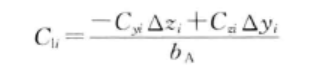 $C_{li} = \frac{-C_{yi} \Delta z_i + C_{zi} \Delta y_i}{b_A}$